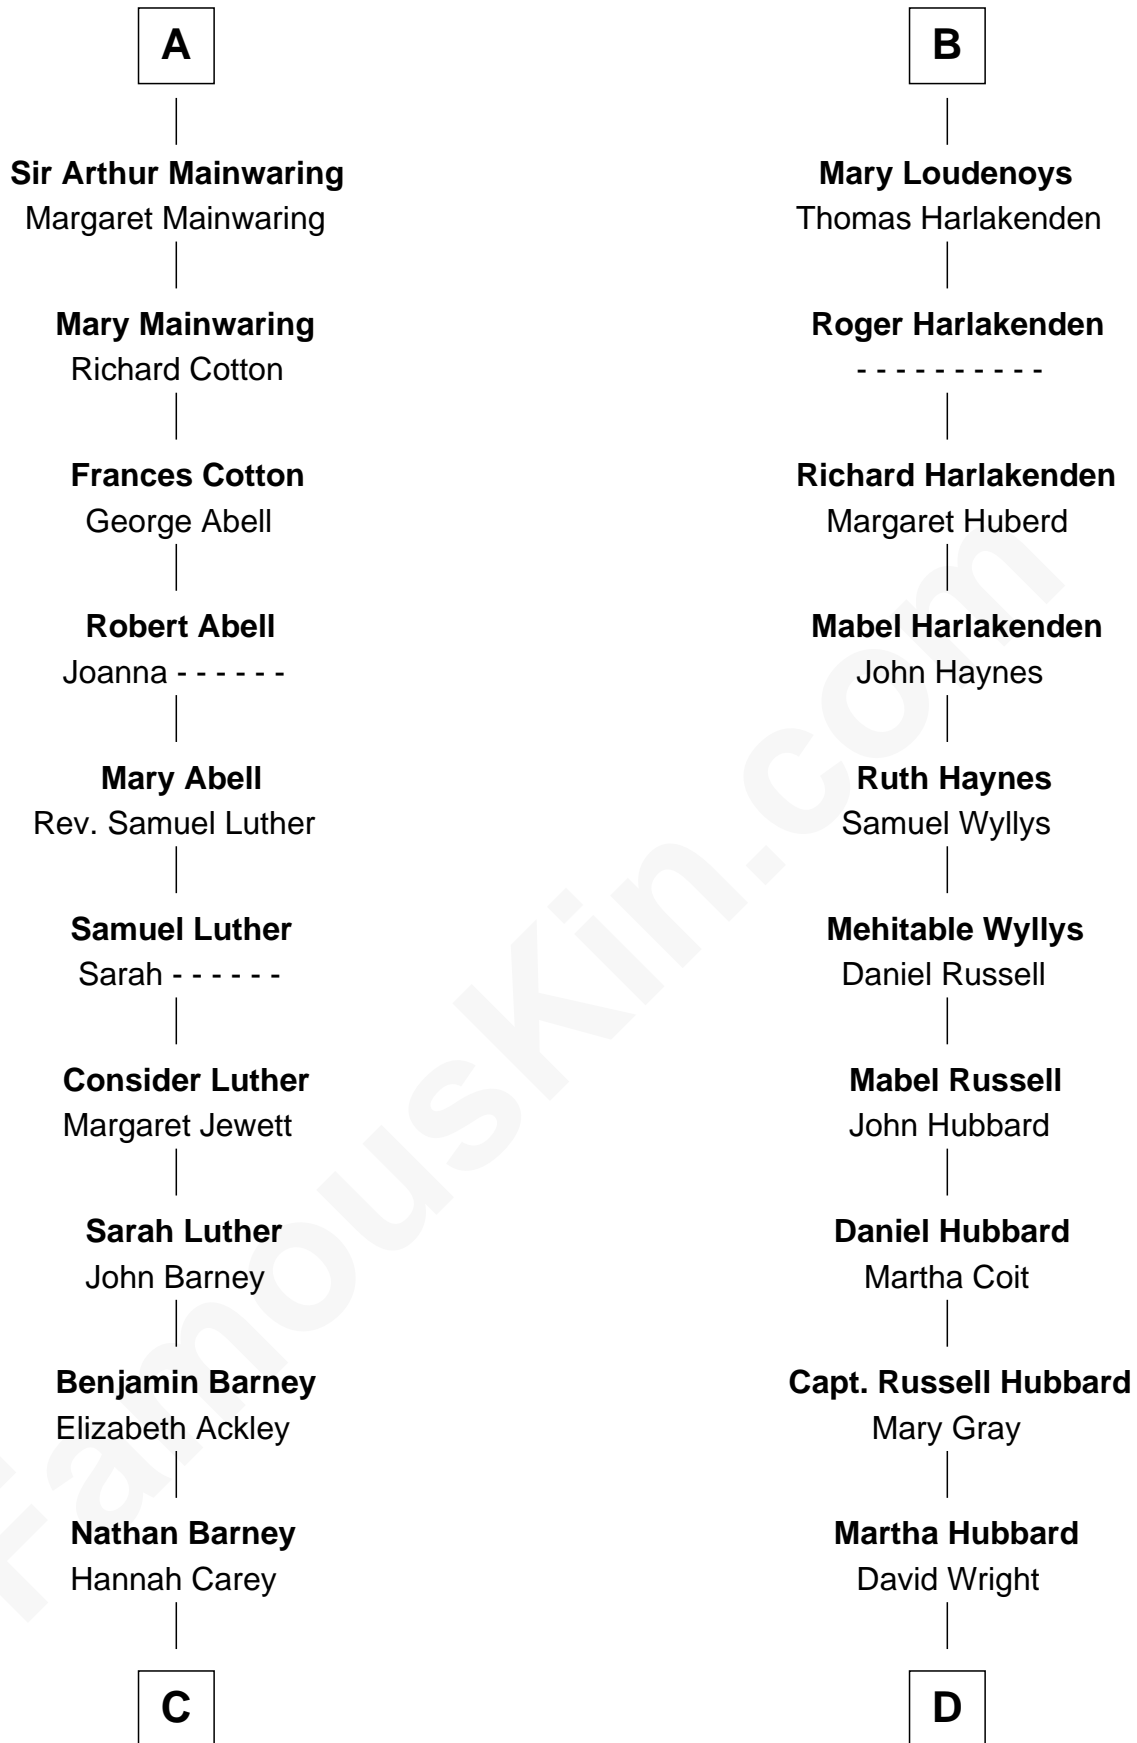 A
Sir Arthur Mainwaring
Margaret Mainwaring
Mary Mainwaring
Richard Cotton
Frances Cotton
George Abell
Robert Abell
Joanna - - - - - -
Mary Abell
Rev. Samuel Luther
Samuel Luther
Sarah - - - - - -
Consider Luther
Margaret Jewett
Sarah Luther
John Barney
Benjamin Barney
Elizabeth Ackley
Nathan Barney
Hannah Carey
C
B
Mary Loudenoys
Thomas Harlakenden
Roger Harlakenden
- - - - - - - - - -
Richard Harlakenden
Margaret Huberd
Mabel Harlakenden
John Haynes
Ruth Haynes
Samuel Wyllys
Mehitable Wyllys
Daniel Russell
Mabel Russell
John Hubbard
Daniel Hubbard
Martha Coit
Capt. Russell Hubbard
Mary Gray
Martha Hubbard
David Wright
D
FamousKin.com